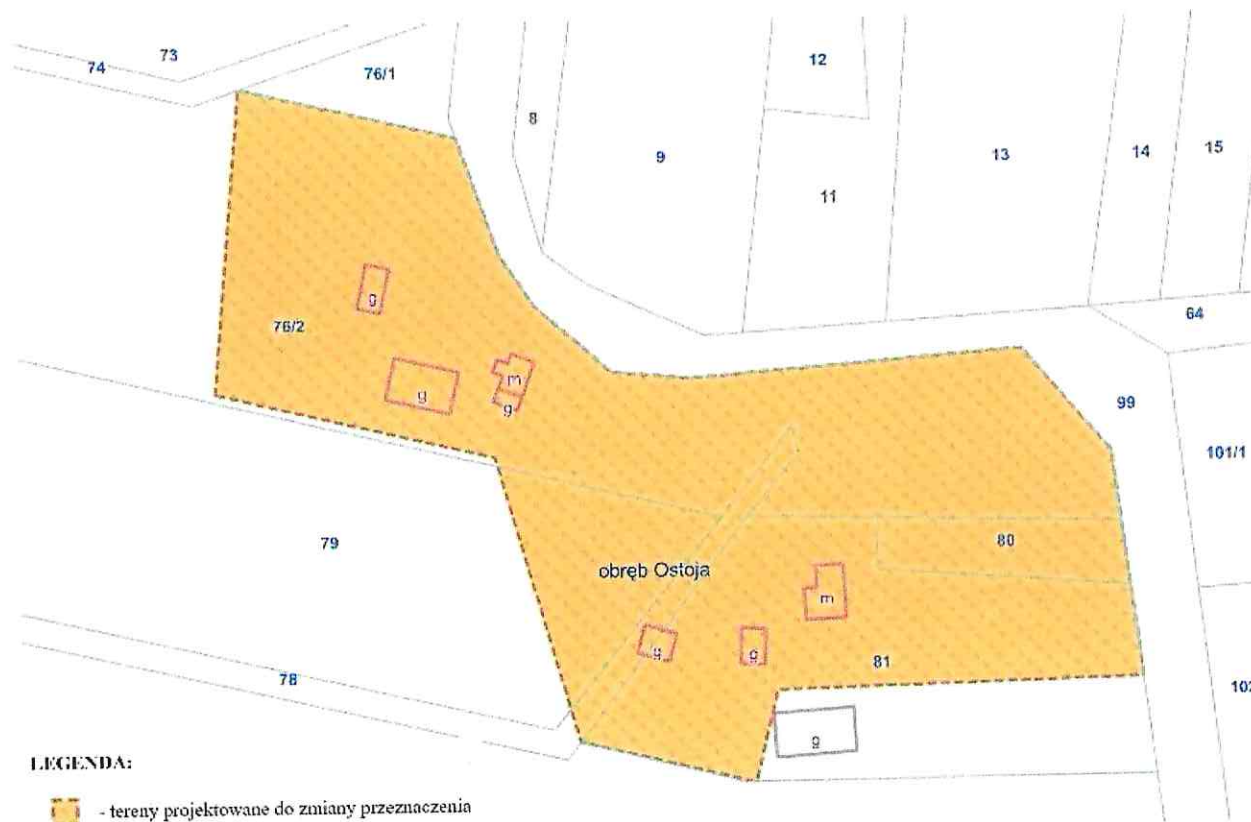 73
74
76/1
12
8
9
13
14
15
11
g
76/2
64
m
g
g
99
101/1
79
80
obręb Ostoja
m
g
g
81
78
g
LEGENDA:
- tereny projektowane do zmiany przeznaczenia